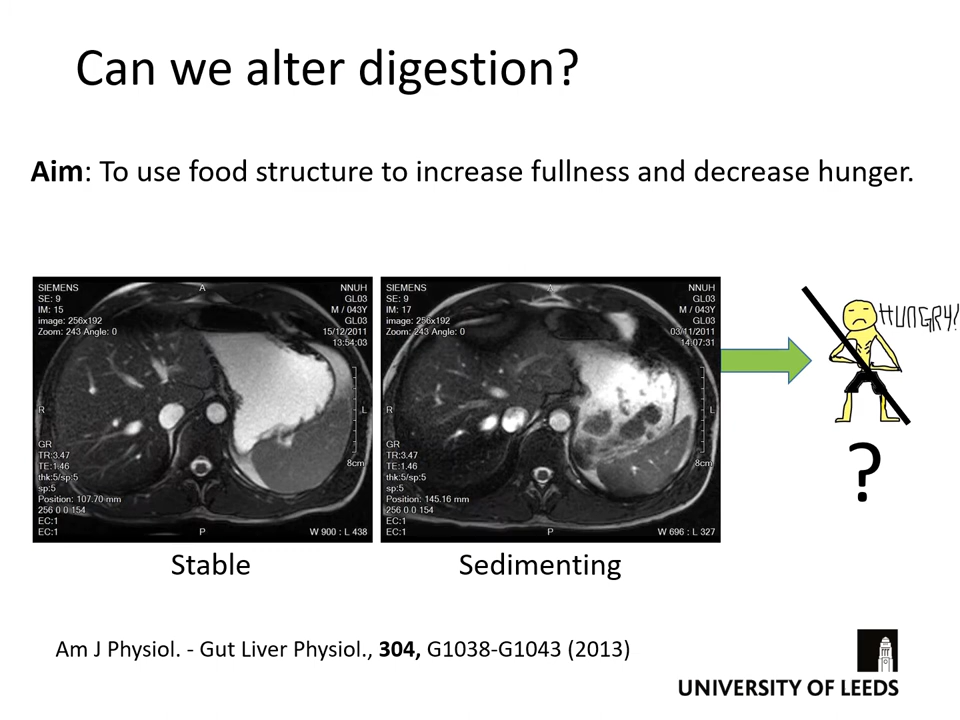 Can we alter digestion?
Aim: To use food structure to increase fullness and decrease hunger.
SIEMENS
SE: 9
IM: 15
image: 256x192
Zoom: 243 Angle: 0
A
NNUH
GL03
M / 043Y
GL03
15/12/2011
13:54:03
R
L
8cm
GR
TR:3.47
TE:1.46
thk:5/sp:5
sp:5
Position: 107.70 mm
256 0 0 154
EC:1
EC:1
P
W 900 : L 438
SIEMENS
SE: 9
IM: 17
image: 256x192
Zoom: 243 Angle: 0
A
NNUH
GL03
M / 043Y
GL03
03/11/2011
14:07:31
R
L
8cm
GR
TR:3.47
TE:1.46
thk:5/sp:5
sp:5
Position: 145.16 mm
256 0 0 154
EC:1
EC:1
P
W 696 : L 327
HUNGRY!
?
Stable
Sedimenting
Am J Physiol. - Gut Liver Physiol., 304, G1038-G1043 (2013)
UNIVERSITY OF LEEDS